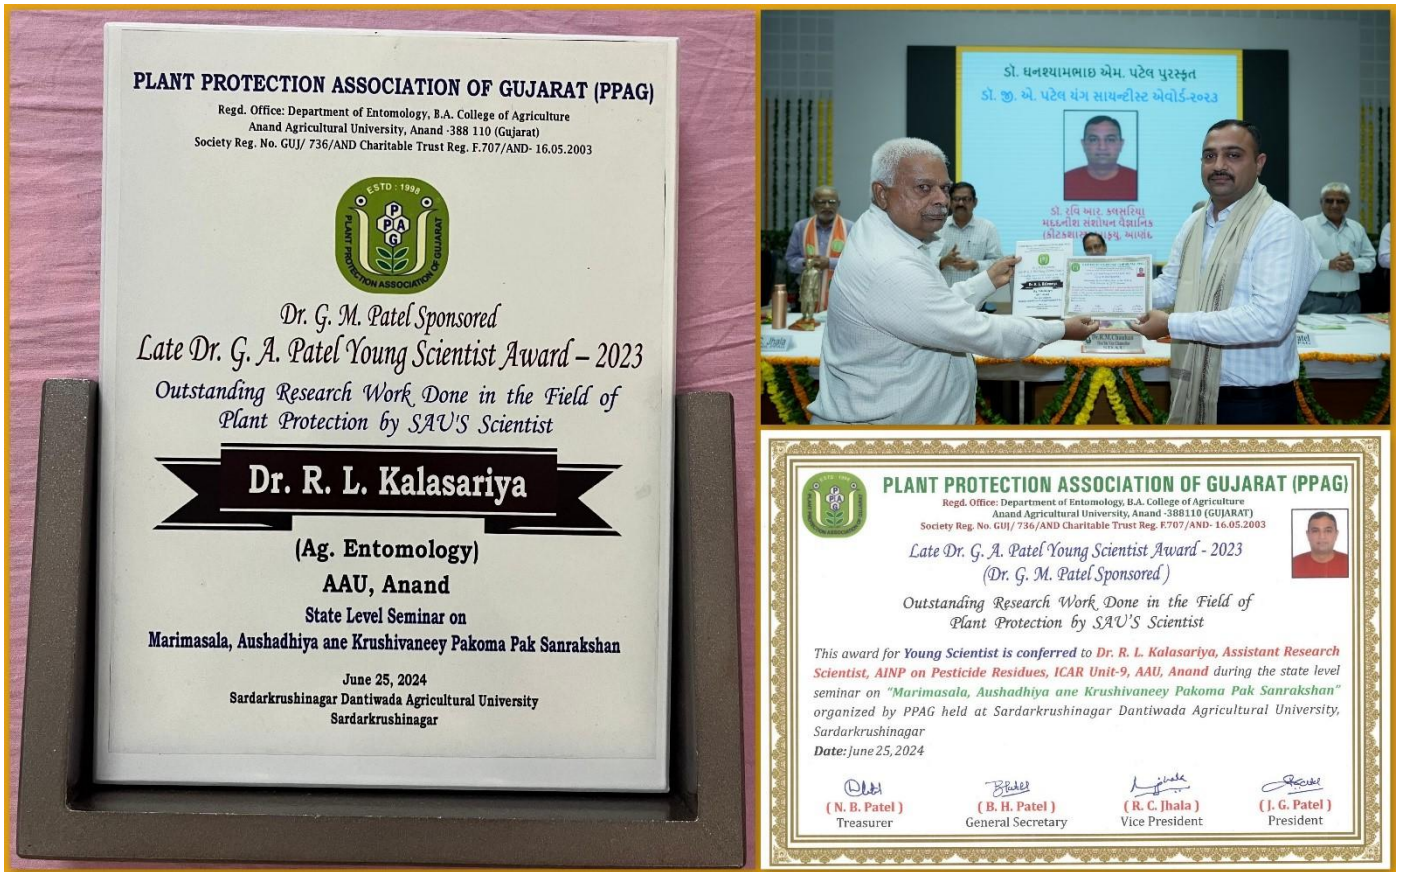 PLANT PROTECTION ASSOCIATION OF GUJARAT (PPAG)
Regd. Office: Department of Entomology, B.A. College of Agriculture
Anand Agricultural University, Anand -388 110 (Gujarat)
Society Reg. No. GUJ/ 736/AND Charitable Trust Reg. F.707/AND- 16.05.2003
ESTD : 1998
PPAG
PLANT PROTECTION ASSOCIATION OF GUJARAT
Dr. G. M. Patel Sponsored
Late Dr. G. A. Patel Young Scientist Award – 2023
Outstanding Research Work Done in the Field of
Plant Protection by SAU'S Scientist
Dr. R. L. Kalasariya
(Ag. Entomology)
AAU, Anand
State Level Seminar on
Marimasala, Aushadhiya ane Krushivaneey Pakoma Pak Sanrakshan
June 25, 2024
Sardarkrushinagar Dantiwada Agricultural University
Sardarkrushinagar
ડૉ. ઘનશ્યામભાઇ એમ. પટેલ પુરસ્કૃત
ડૉ. જી. એ. પટેલ યંગ સાયન્ટીસ્ટ એવોર્ડ-૨૦૨૩
ડૉ. રવિ આર. કલસરિયા
મદદનીશ સંશોધન વૈજ્ઞાનિક
આણંદ
Jhala
Dr. R.M. Chauhan
PLANT PROTECTION ASSOCIATION OF GUJARAT (PPAG)
Regd. Office: Department of Entomology, B.A. College of Agriculture
Anand Agricultural University, Anand -388110 (GUJARAT)
Society Reg. No. GUJ/ 736/AND Charitable Trust Reg. F.707/AND- 16.05.2003
Late Dr. G. A. Patel Young Scientist Award - 2023
(Dr. G. M. Patel Sponsored )
Outstanding Research Work Done in the Field of
Plant Protection by SAU'S Scientist
This award for Young Scientist is conferred to Dr. R. L. Kalasariya, Assistant Research
Scientist, AINP on Pesticide Residues, ICAR Unit-9, AAU, Anand during the state level
seminar on “Marimasala, Aushadhiya ane Krushivaneey Pakoma Pak Sanrakshan”
organized by PPAG held at Sardarkrushinagar Dantiwada Agricultural University,
Sardarkrushinagar
Date: June 25, 2024
( N. B. Patel ) ( B. H. Patel ) ( R. C. Jhala ) ( J. G. Patel )
Treasurer General Secretary Vice President President